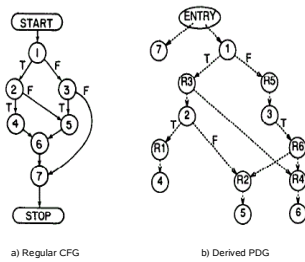 START
1
T F
2 3
T F T F
4 5
6
7
STOP
a) Regular CFG
ENTRY
7 1
T F
R3 R5
2 3
T F T
R1 R6
4 R2 R4
5 6
b) Derived PDG